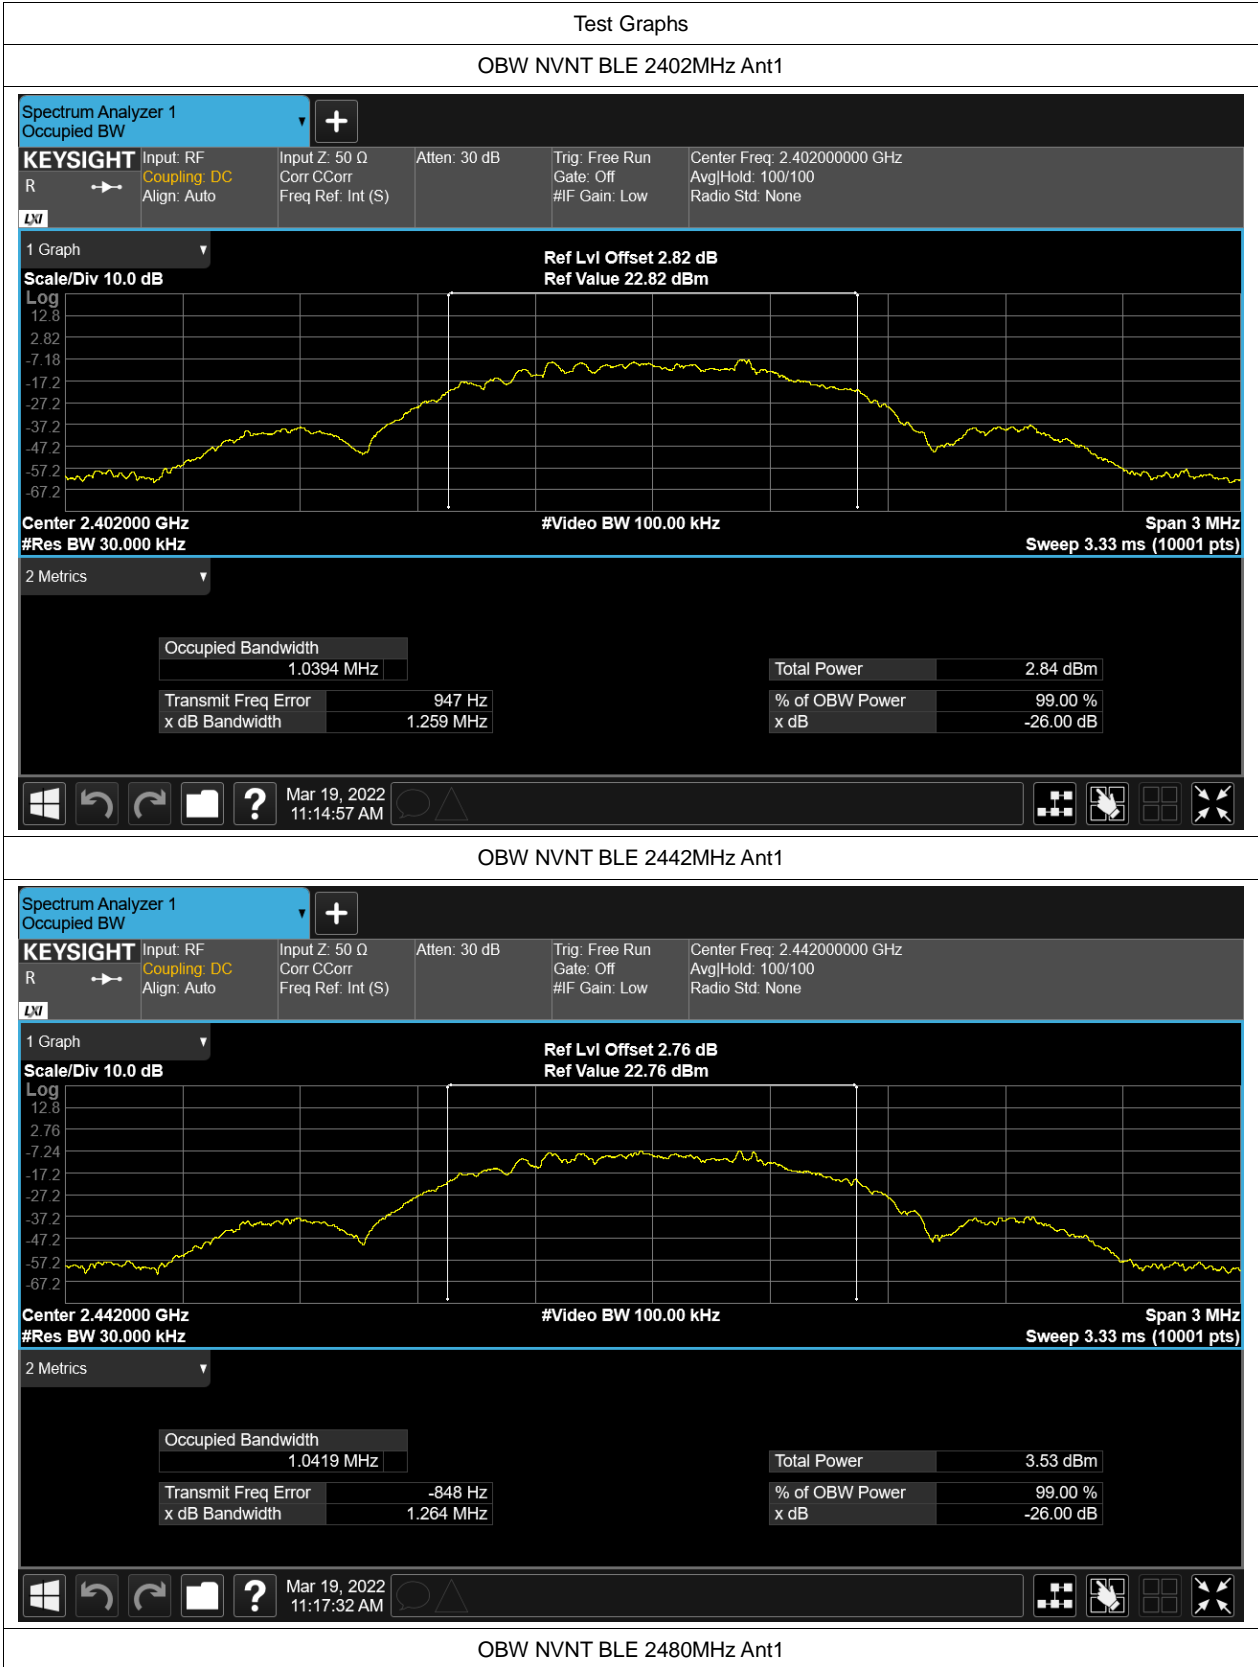 Test Graphs
OBW NVNT BLE 2402MHz Ant1
Spectrum Analyzer 1
Occupied BW
KEYSIGHT
R
LXI
Input: RF
Coupling: DC
Align: Auto
Input Z: 50 Ω
Corr CCorr
Freq Ref: Int (S)
Atten: 30 dB
Trig: Free Run
Gate: Off
#IF Gain: Low
Center Freq: 2.402000000 GHz
Avg|Hold: 100/100
Radio Std: None
1 Graph
Scale/Div 10.0 dB
Ref Lvl Offset 2.82 dB
Ref Value 22.82 dBm
Log
12.8
2.82
-7.18
-17.2
-27.2
-37.2
-47.2
-57.2
-67.2
Center 2.402000 GHz
#Res BW 30.000 kHz
#Video BW 100.00 kHz
Span 3 MHz
Sweep 3.33 ms (10001 pts)
2 Metrics
Occupied Bandwidth
1.0394 MHz
Total Power 2.84 dBm
Transmit Freq Error 947 Hz
% of OBW Power 99.00 %
x dB Bandwidth 1.259 MHz
x dB -26.00 dB
?
Mar 19, 2022
11:14:57 AM
OBW NVNT BLE 2442MHz Ant1
Spectrum Analyzer 1
Occupied BW
KEYSIGHT
R
LXI
Input: RF
Coupling: DC
Align: Auto
Input Z: 50 Ω
Corr CCorr
Freq Ref: Int (S)
Atten: 30 dB
Trig: Free Run
Gate: Off
#IF Gain: Low
Center Freq: 2.442000000 GHz
Avg|Hold: 100/100
Radio Std: None
1 Graph
Scale/Div 10.0 dB
Ref Lvl Offset 2.76 dB
Ref Value 22.76 dBm
Log
12.8
2.76
-7.24
-17.2
-27.2
-37.2
-47.2
-57.2
-67.2
Center 2.442000 GHz
#Res BW 30.000 kHz
#Video BW 100.00 kHz
Span 3 MHz
Sweep 3.33 ms (10001 pts)
2 Metrics
Occupied Bandwidth
1.0419 MHz
Total Power 3.53 dBm
Transmit Freq Error -848 Hz
% of OBW Power 99.00 %
x dB Bandwidth 1.264 MHz
x dB -26.00 dB
?
Mar 19, 2022
11:17:32 AM
OBW NVNT BLE 2480MHz Ant1